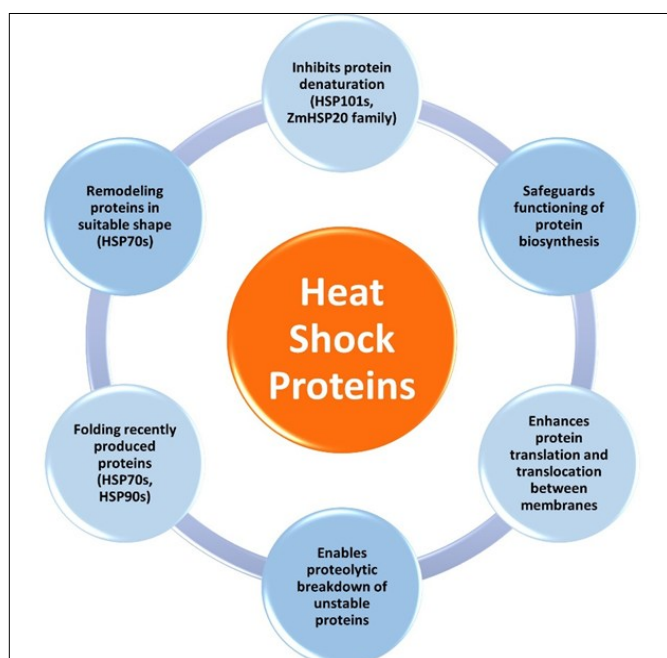 Inhibits protein
denaturation
(HSP101s,
ZmHSP20 family)
Safeguards
functioning of
protein
biosynthesis
Enhances
protein
translation and
translocation
between
membranes
Enables
proteolytic
breakdown of
unstable
proteins
Folding recently
produced
proteins
(HSP70s,
HSP90s)
Remodeling
proteins in
suitable shape
(HSP70s)
Heat
Shock
Proteins